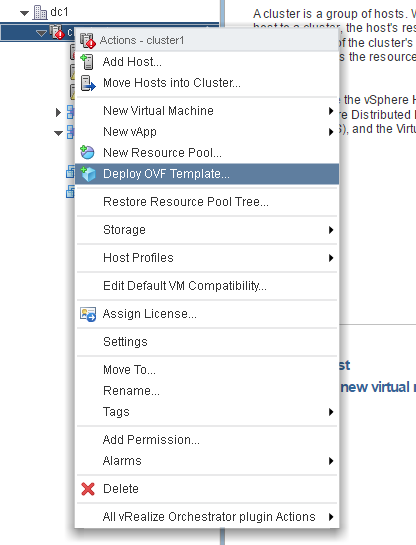 dc1
A cluster is a group of hosts. W
host to a cluster, the host's res
of the cluster's
s the resource
Actions - cluster1
Add Host...
Move Hosts into Cluster...
e the vSphere H
re Distributed
S), and the Virtu
New Virtual Machine
New vApp
New Resource Pool...
Deploy OVF Template...
Restore Resource Pool Tree...
Storage
Host Profiles
Edit Default VM Compatibility...
Assign License...
Settings
Move To...
st
Rename...
new virtual
Tags
Add Permission...
Alarms
Delete
All vRealize Orchestrator plugin Actions